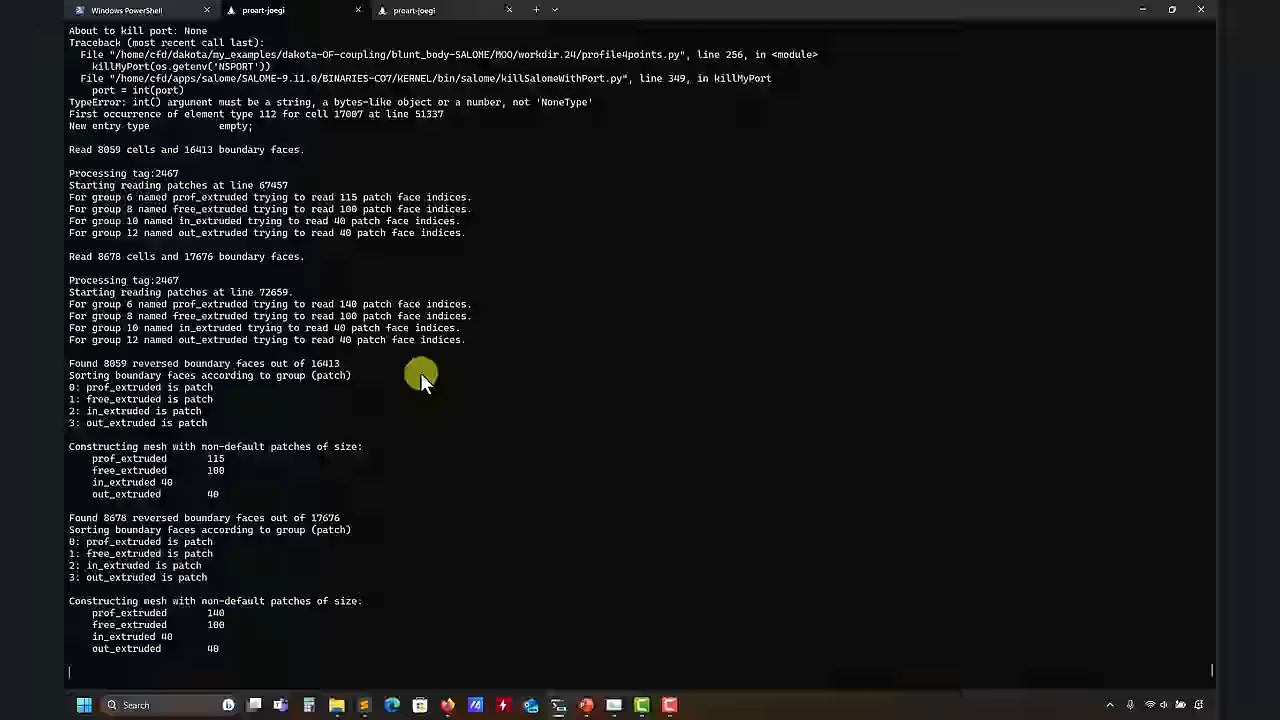 Windows PowerShell
proart-joegi
proart-joegi
About to kill port: None
Traceback (most recent call last):
File "/home/cfd/dakota/my_examples/dakota-OF-coupling/blunt_body-SALOME/MOO/workdir.24/profile4points.py", line 256, in <module>
killMyPort(os.getenv('NSPORT'))
File "/home/cfd/apps/salome/SALOME-9.11.0/BINARIES-CO7/KERNEL/bin/salome/killSalomeWithPort.py", line 349, in killMyPort
port = int(port)
TypeError: int() argument must be a string, a bytes-like object or a number, not 'NoneType'
First occurrence of element type 112 for cell 17007 at line 51337
New entry type empty;
Read 8059 cells and 16413 boundary faces.
Processing tag:2467
Starting reading patches at line 67457
For group 6 named prof_extruded trying to read 115 patch face indices.
For group 8 named free_extruded trying to read 100 patch face indices.
For group 10 named in_extruded trying to read 40 patch face indices.
For group 12 named out_extruded trying to read 40 patch face indices.
Read 8678 cells and 17676 boundary faces.
Processing tag:2467
Starting reading patches at line 72659.
For group 6 named prof_extruded trying to read 140 patch face indices.
For group 8 named free_extruded trying to read 100 patch face indices.
For group 10 named in_extruded trying to read 40 patch face indices.
For group 12 named out_extruded trying to read 40 patch face indices.
Found 8059 reversed boundary faces out of 16413
Sorting boundary faces according to group (patch)
0: prof_extruded is patch
1: free_extruded is patch
2: in_extruded is patch
3: out_extruded is patch
Constructing mesh with non-default patches of size:
prof_extruded 115
free_extruded 100
in_extruded 40
out_extruded 40
Found 8678 reversed boundary faces out of 17676
Sorting boundary faces according to group (patch)
0: prof_extruded is patch
1: free_extruded is patch
2: in_extruded is patch
3: out_extruded is patch
Constructing mesh with non-default patches of size:
prof_extruded 140
free_extruded 100
in_extruded 40
out_extruded 40
Search